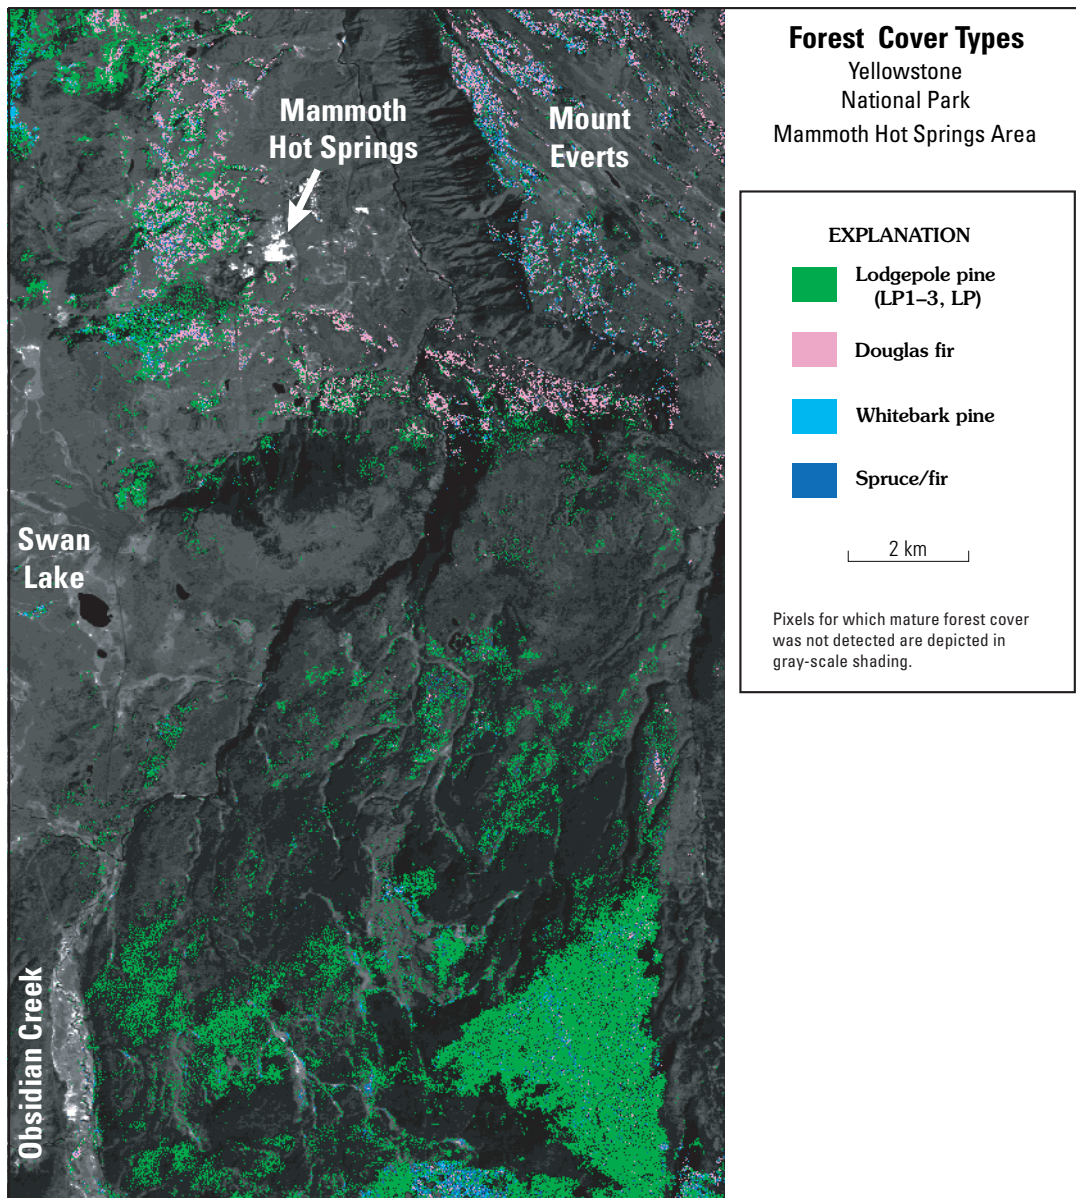 Forest Cover Types
Yellowstone
National Park
Mammoth Hot Springs Area
Mammoth
Hot Springs
Mount
Everts
Swan
Lake
Obsidian Creek
EXPLANATION
Lodgepole pine
(LP1–3, LP)
Douglas fir
Whitebark pine
Spruce/fir
2 km
Pixels for which mature forest cover
was not detected are depicted in
gray-scale shading.